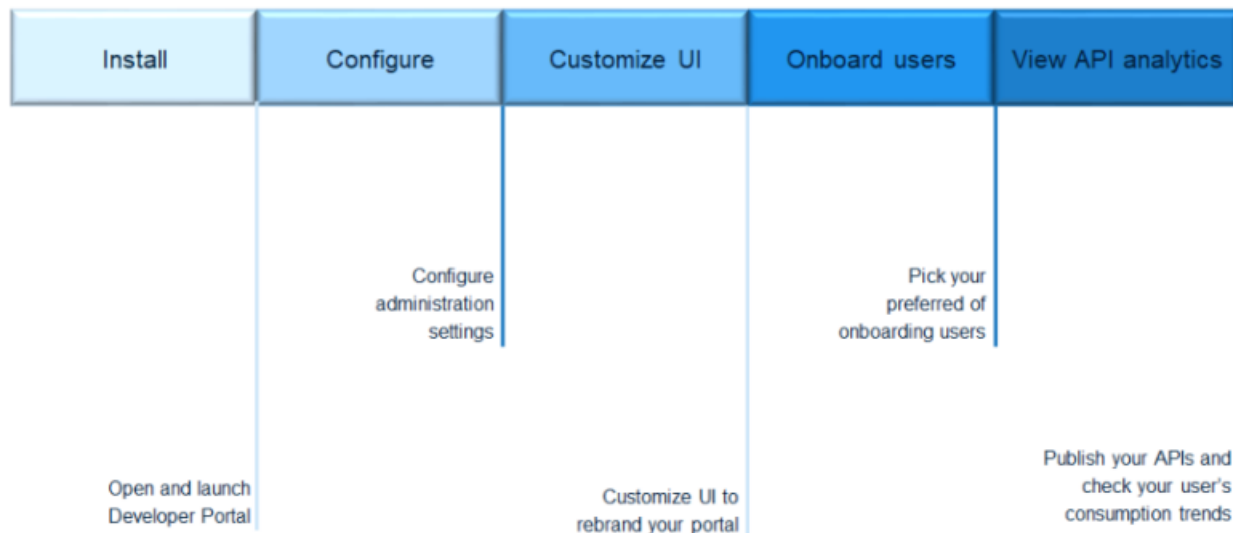 Install
Configure
Customize UI
Onboard users
View API analytics
Configure
administration
settings
Pick your
preferred of
onboarding users
Open and launch
Developer Portal
Customize UI to
rebrand your portal
Publish your APIs and
check your user's
consumption trends